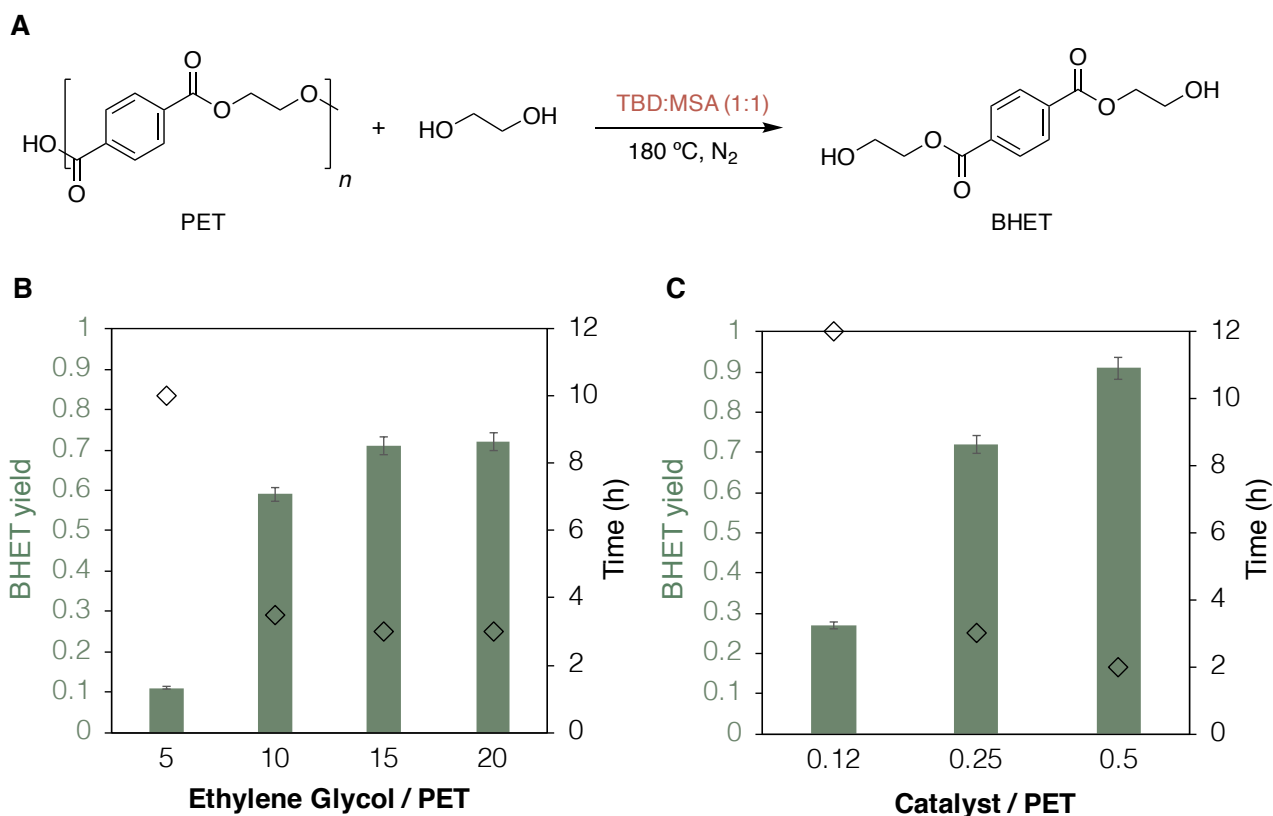 A
O
O
O
HO
O
n
PET
+
HO
OH
TBD:MSA (1:1)
180 ºC, N2
O
O
OH
HO
O
O
BHET
B
BHET yield
1
0.9
0.8
0.7
0.6
0.5
0.4
0.3
0.2
0.1
0
12
10
8
6
4
2
0
Time (h)
5 10 15 20
Ethylene Glycol / PET
C
BHET yield
1
0.9
0.8
0.7
0.6
0.5
0.4
0.3
0.2
0.1
0
12
10
8
6
4
2
0
Time (h)
0.12 0.25 0.5
Catalyst / PET